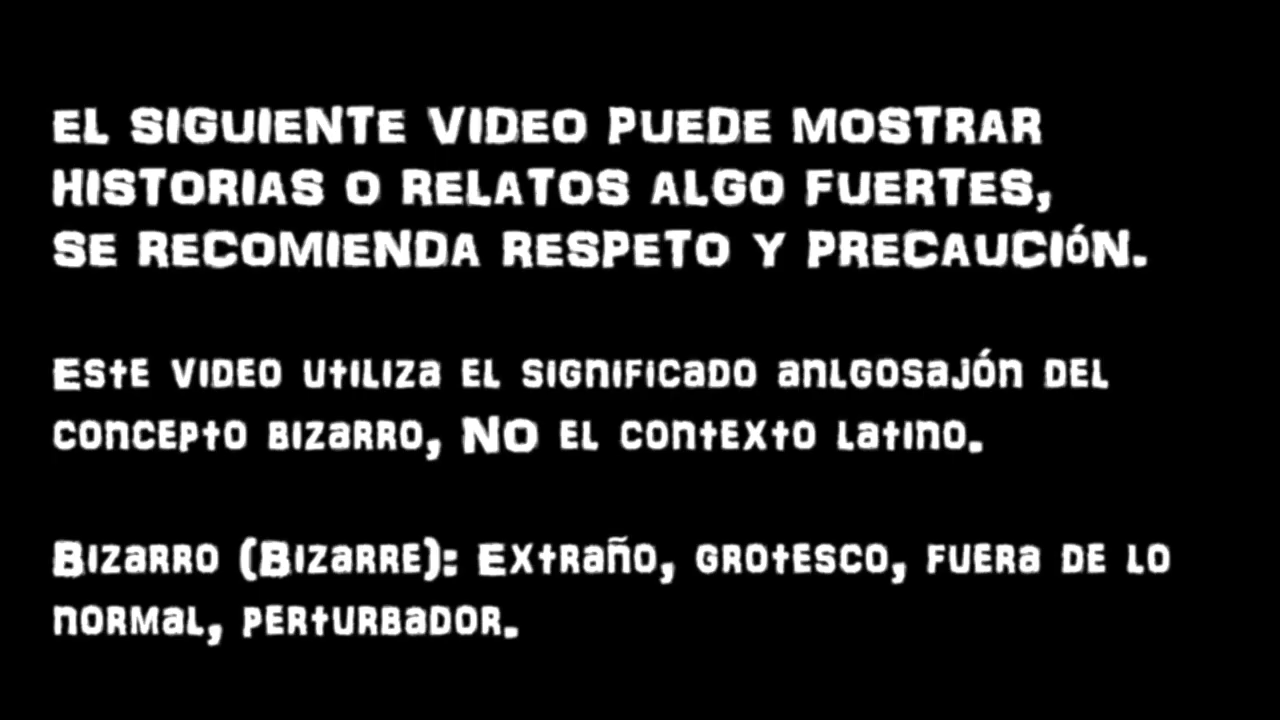 EL SIGUIENTE VIDEO PUEDE MOSTRAR
HISTORIAS O RELATOS ALGO FUERTES,
SE RECOMIENDA RESPETO Y PRECAUCIÓN.
Este video utiliza el significado anlgosajón del
concepto bizarro, NO el contexto latino.
Bizarro (Bizarre): Extraño, grotesco, fuera de lo
normal, perturbador.